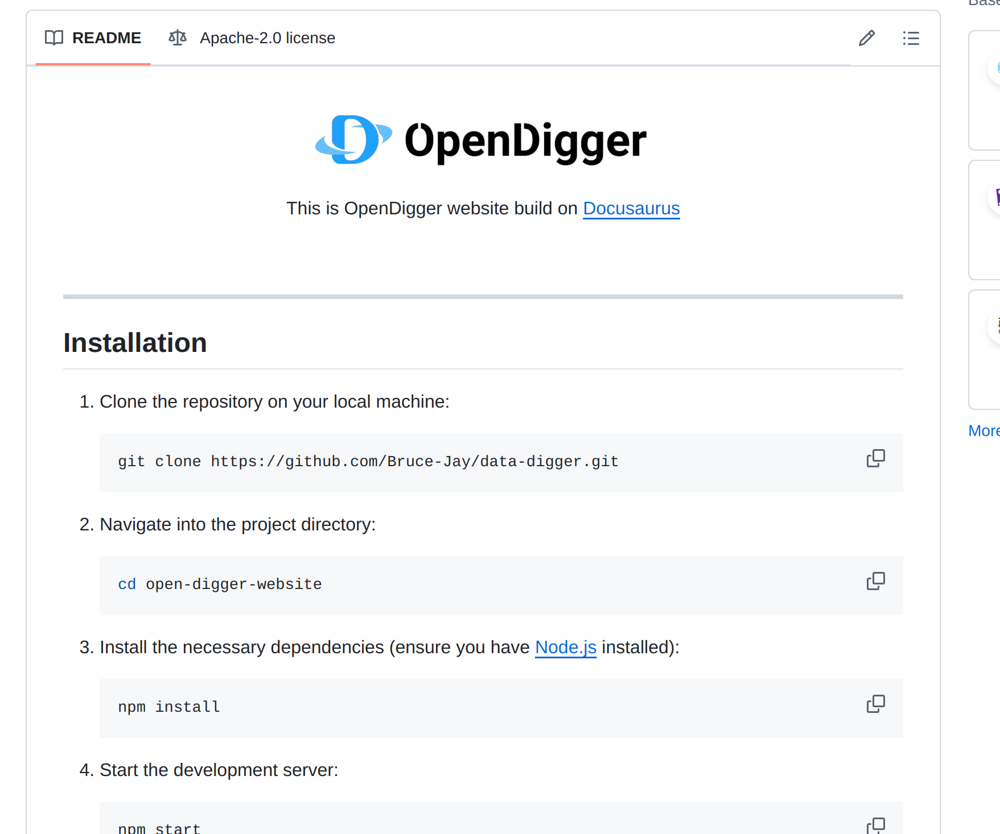 README
Apache-2.0 license
OpenDigger
This is OpenDigger website build on Docusaurus
Installation
1. Clone the repository on your local machine:
git clone https://github.com/Bruce-Jay/data-digger.git
2. Navigate into the project directory:
cd open-digger-website
3. Install the necessary dependencies (ensure you have Node.js installed):
npm install
4. Start the development server:
npm start
More